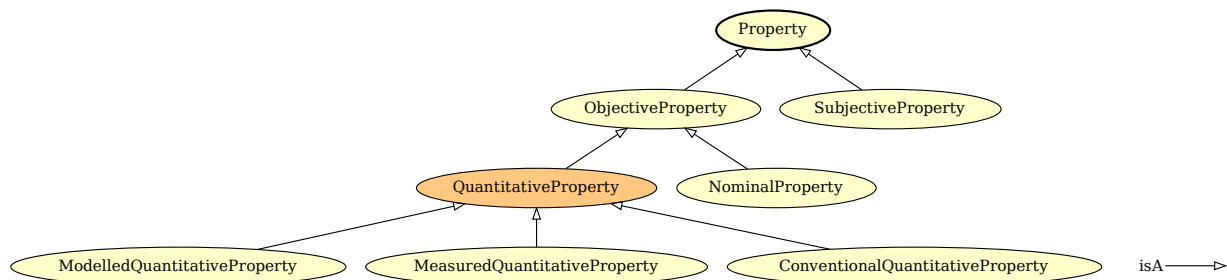 Property
ObjectiveProperty
SubjectiveProperty
QuantitativeProperty
NominalProperty
ModelledQuantitativeProperty
MeasuredQuantitativeProperty
ConventionalQuantitativeProperty
isA